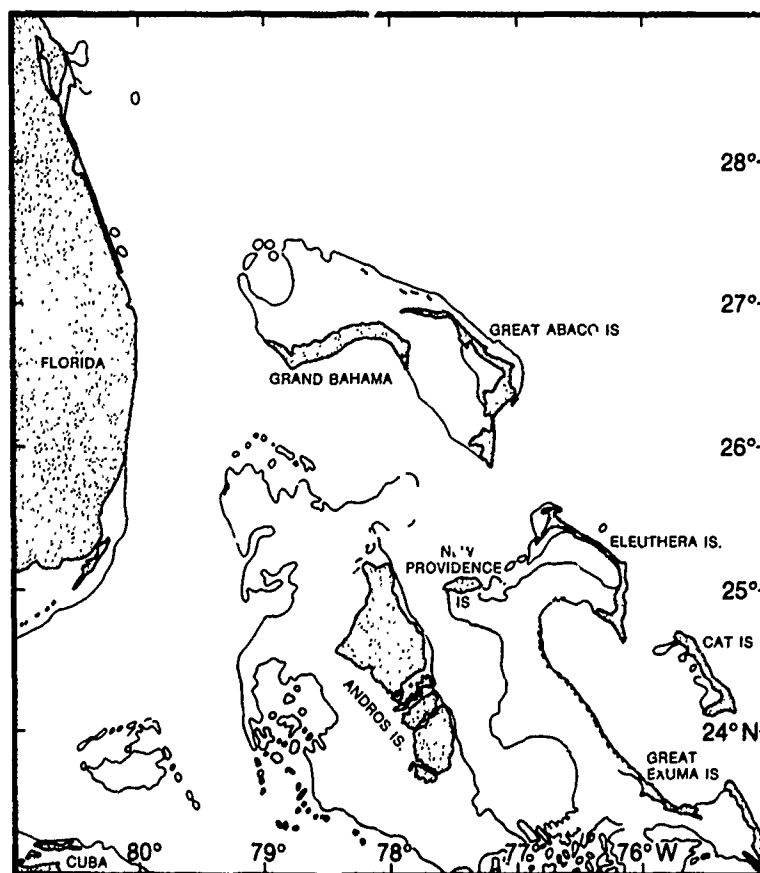 28°
27°
GREAT ABACO IS
FLORIDA
GRAND BAHAMA
26°
ELEUTHERA IS.
PROVIDENCE
IS
25°
CAT IS
ANDROS IS.
24°N
GREAT
EXUMA IS
CUBA
80°
79°
78°
77°
76°W